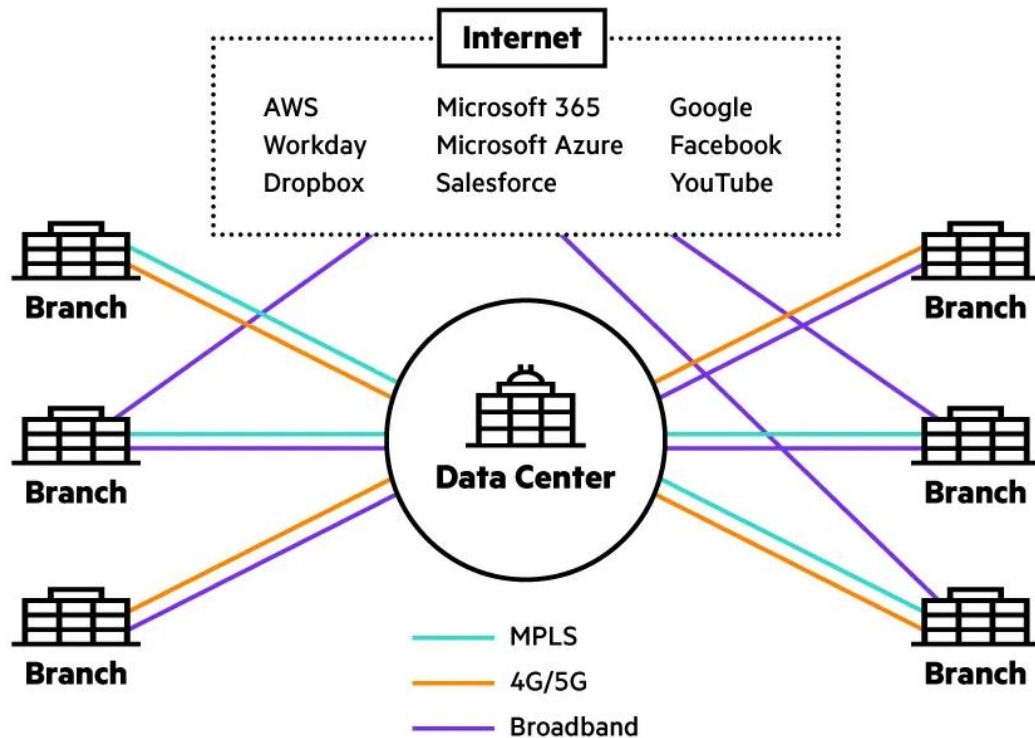 Internet
AWS
Microsoft 365
Google
Workday
Microsoft Azure
Facebook
Dropbox
Salesforce
YouTube
Branch
Branch
Branch
Data Center
Branch
Branch
Branch
MPLS
4G/5G
Broadband